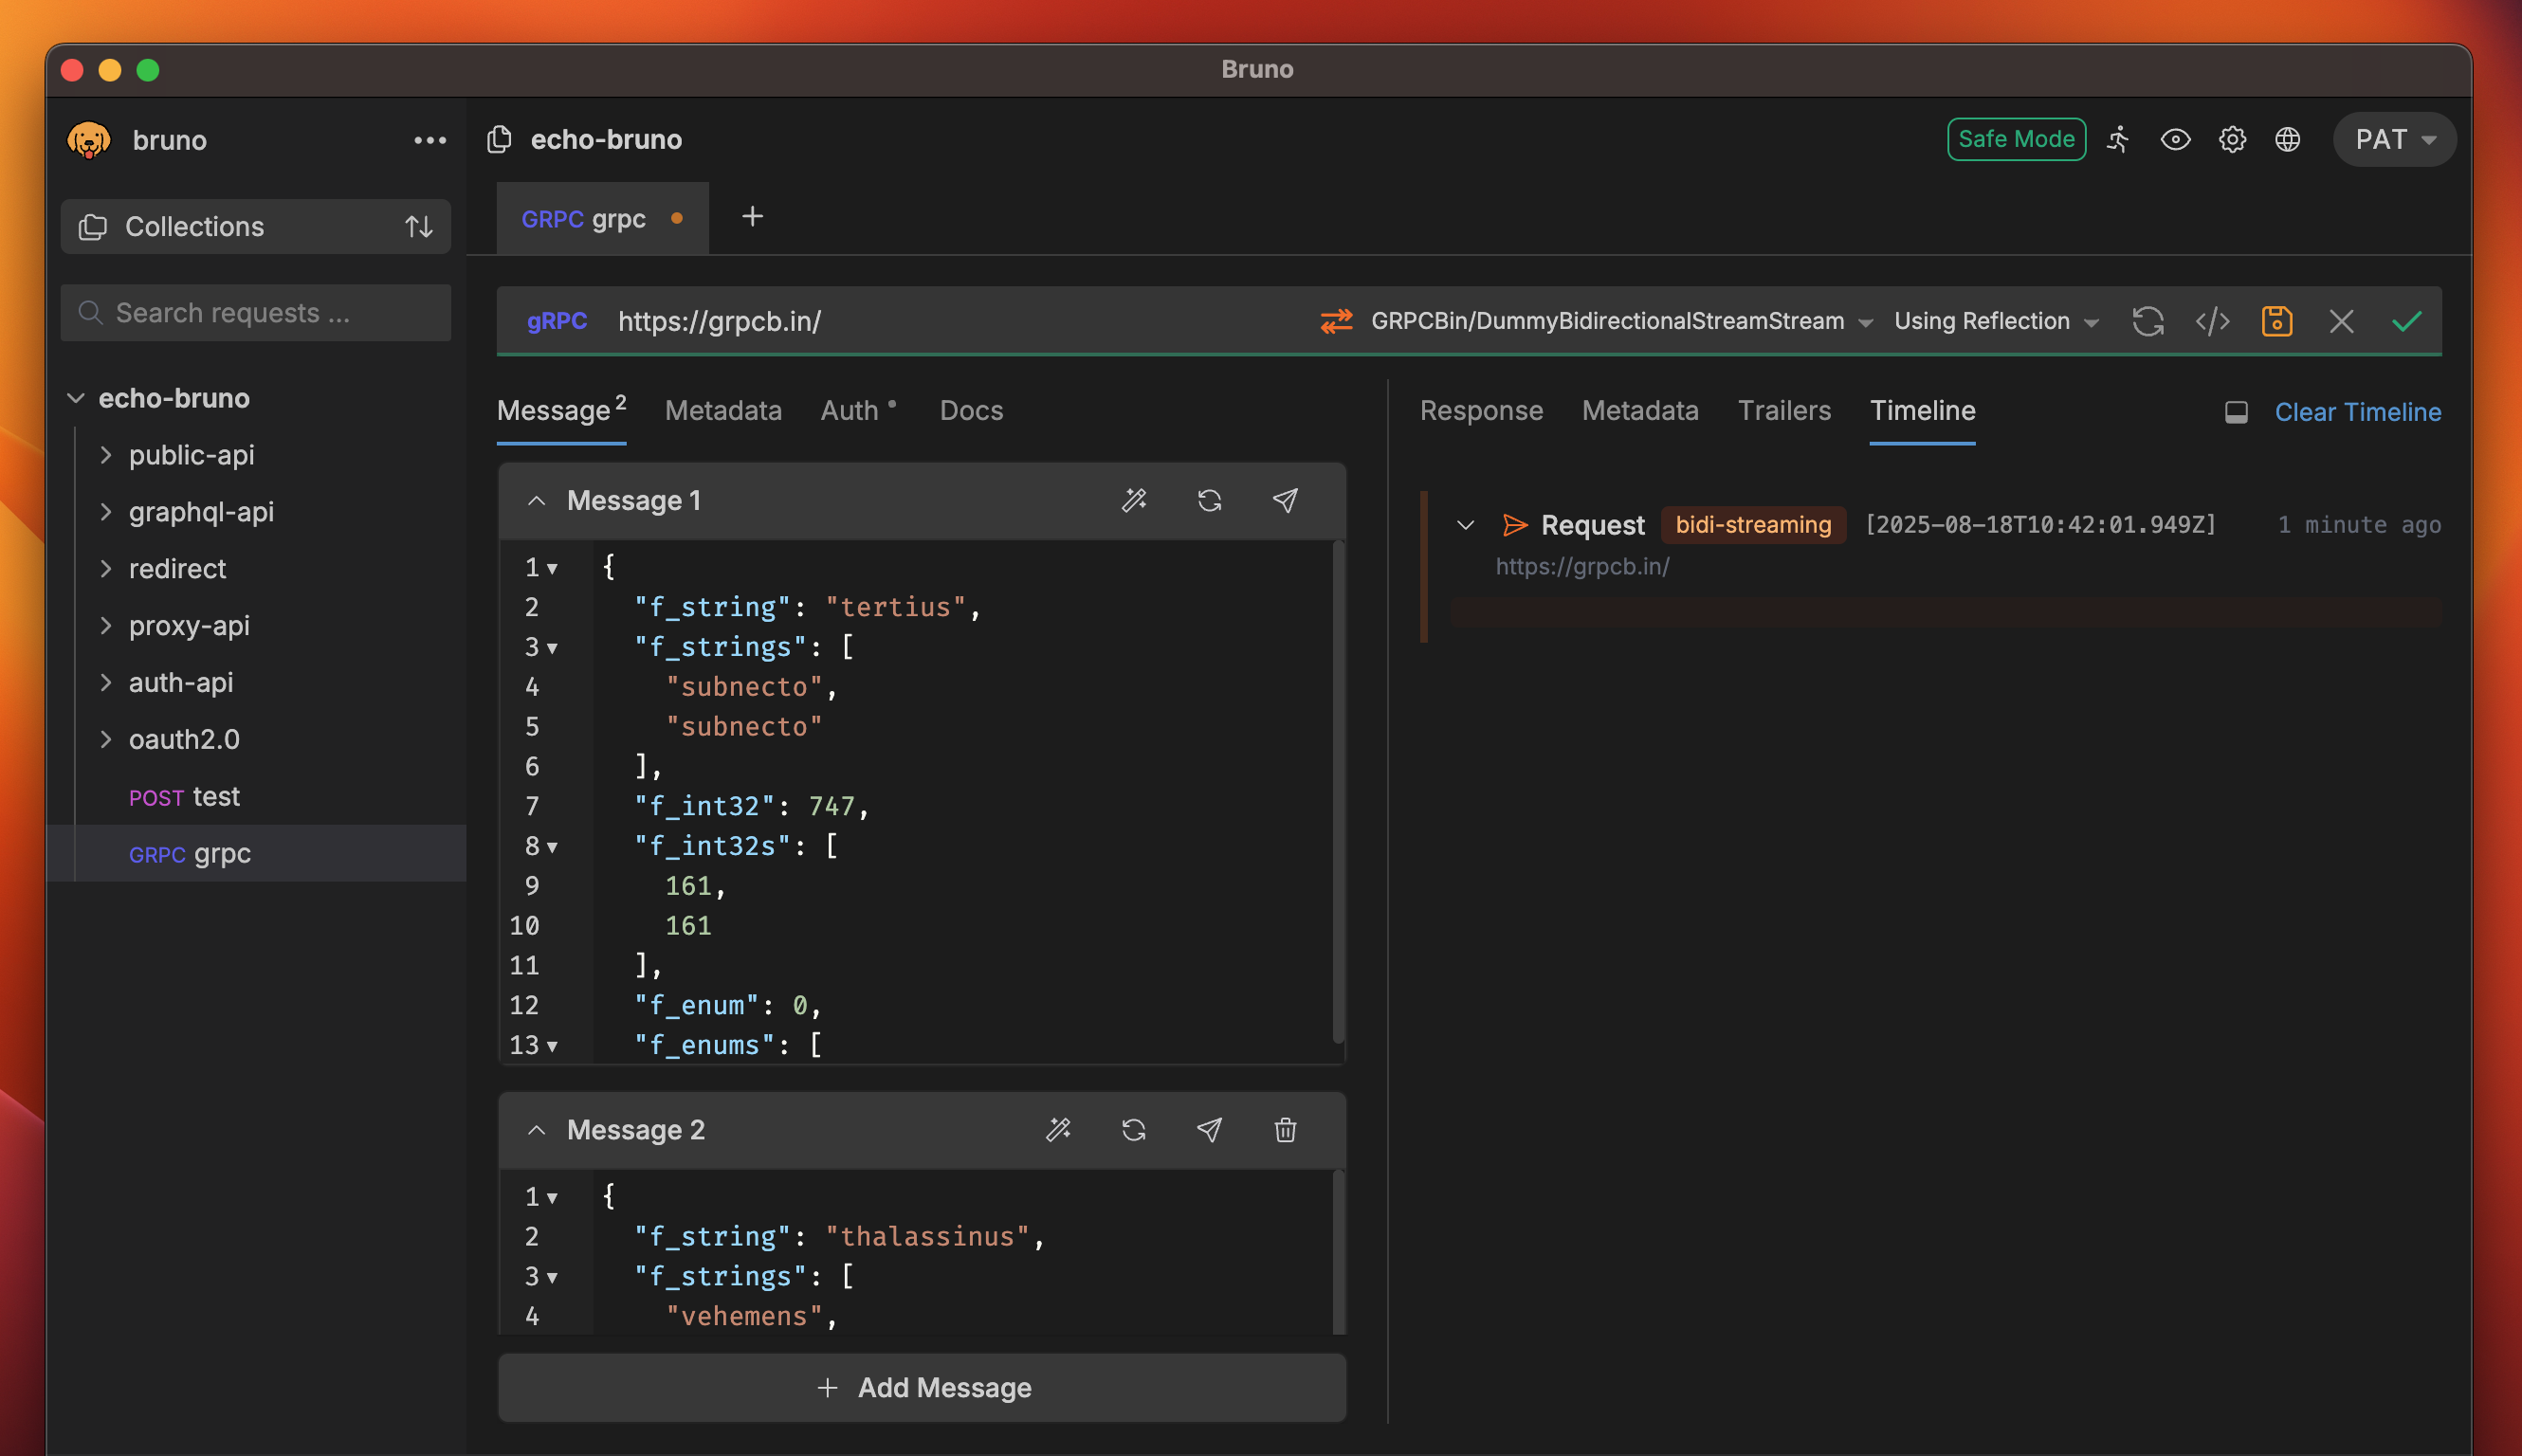 Bruno
bruno
echo-bruno
Safe Mode
PAT
Collections
GRPC grpc
Search requests ...
gRPC https://grpcb.in/ GRPCBin/DummyBidirectionalStreamStream Using Reflection
echo-bruno
public-api
graphql-api
redirect
proxy-api
auth-api
oauth2.0
POST test
GRPC grpc
Message 2 Metadata Auth Docs
Message 1
1 {
2 "f_string": "tertius",
3 "f_strings": [
4 "subnecto",
5 "subnecto"
6 ],
7 "f_int32": 747,
8 "f_int32s": [
9 161,
10 161
11 ],
12 "f_enum": 0,
13 "f_enums": [
Message 2
1 {
2 "f_string": "thalassinus",
3 "f_strings": [
4 "vehemens",
+ Add Message
Response Metadata Trailers Timeline Clear Timeline
Request bidi-streaming [2025-08-18T10:42:01.949Z] 1 minute ago
https://grpcb.in/